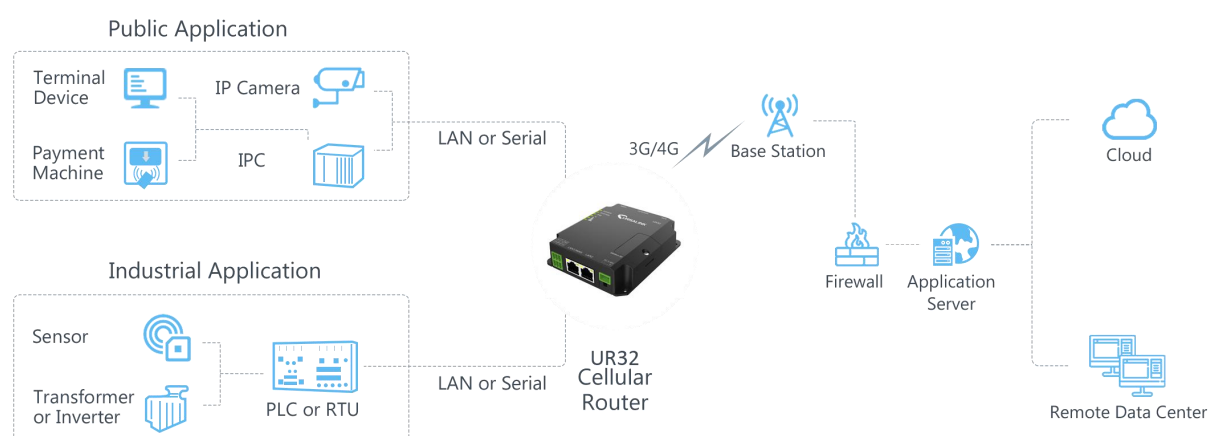 Public Application
Terminal
Device
IP Camera
Payment
Machine
IPC
LAN or Serial
3G/4G
Base Station
Cloud
Firewall
Application
Server
Industrial Application
Sensor
Transformer
or Inverter
PLC or RTU
LAN or Serial
UR32
Cellular
Router
Remote Data Center